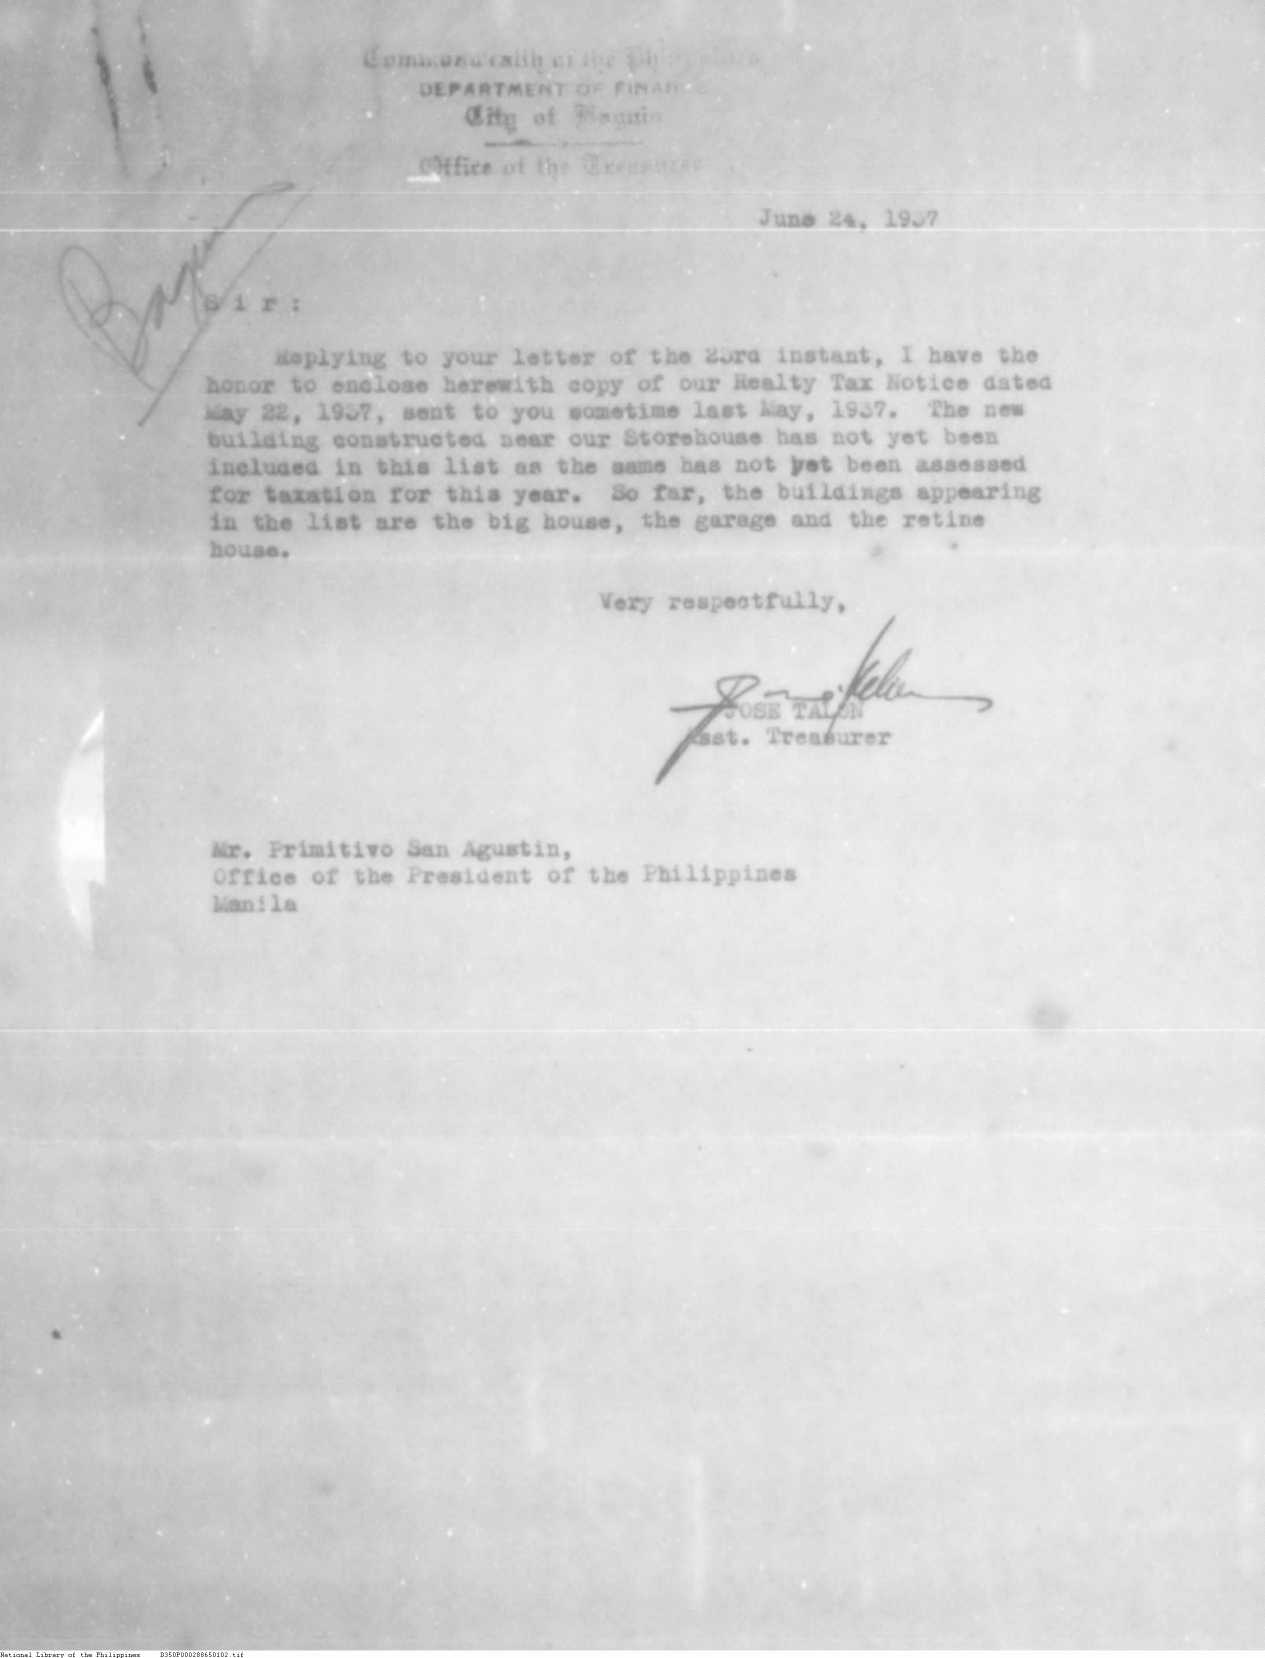 Commonwealth of the Philippines
DEPARTMENT OF FINANCE
City of Baguio
Office of the Treasurer
June 24, 1937
Baguio
Sir:
Replying to your letter of the 23rd instant, I have the
honor to enclose herewith copy of our Realty Tax Notice dated
May 22, 1937, sent to you sometime last May, 1937. The new
building constructed near our Storehouse has not yet been
included in this list as the same has not yet been assessed
for taxation for this year. So far, the buildings appearing
in the list are the big house, the garage and the retine
house.
Very respectfully,
JOSE TALON
Asst. Treasurer
Mr. Primitivo San Agustin,
Office of the President of the Philippines
Manila
National Library of the Philippines D350P000288650102.tif